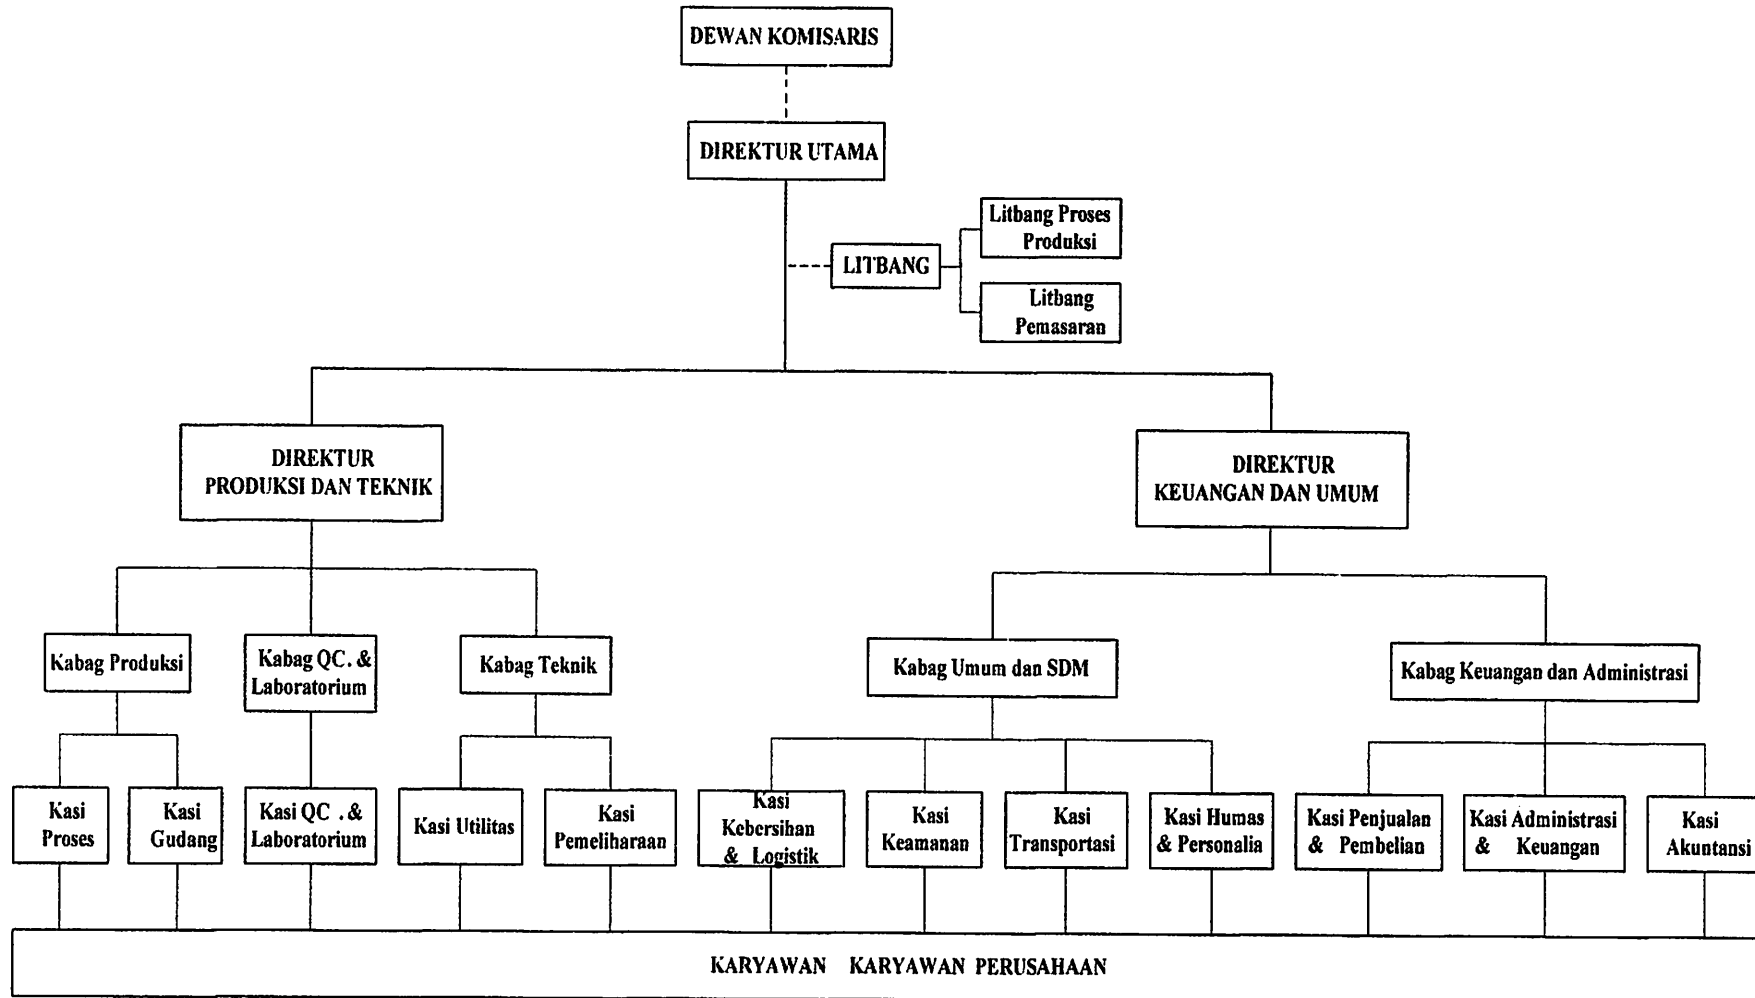 DEWAN KOMISARIS
DIREKTUR UTAMA
Litbang Proses
Produksi
LITBANG
Litbang
Pemasaran
DIREKTUR
PRODUKSI DAN TEKNIK
DIREKTUR
KEUANGAN DAN UMUM
Kabag Produksi
Kabag QC. &
Laboratorium
Kabag Teknik
Kabag Umum dan SDM
Kabag Keuangan dan Administrasi
Kasi
Proses
Kasi
Gudang
Kasi QC . &
Laboratorium
Kasi Utilitas
Kasi
Pemeliharaan
Kasi
Kebersihan
& Logistik
Kasi
Keamanan
Kasi
Transportasi
Kasi Humas
& Personalia
Kasi Penjualan
& Pembelian
Kasi Administrasi
& Keuangan
Kasi
Akuntansi
KARYAWAN KARYAWAN PERUSAHAAN